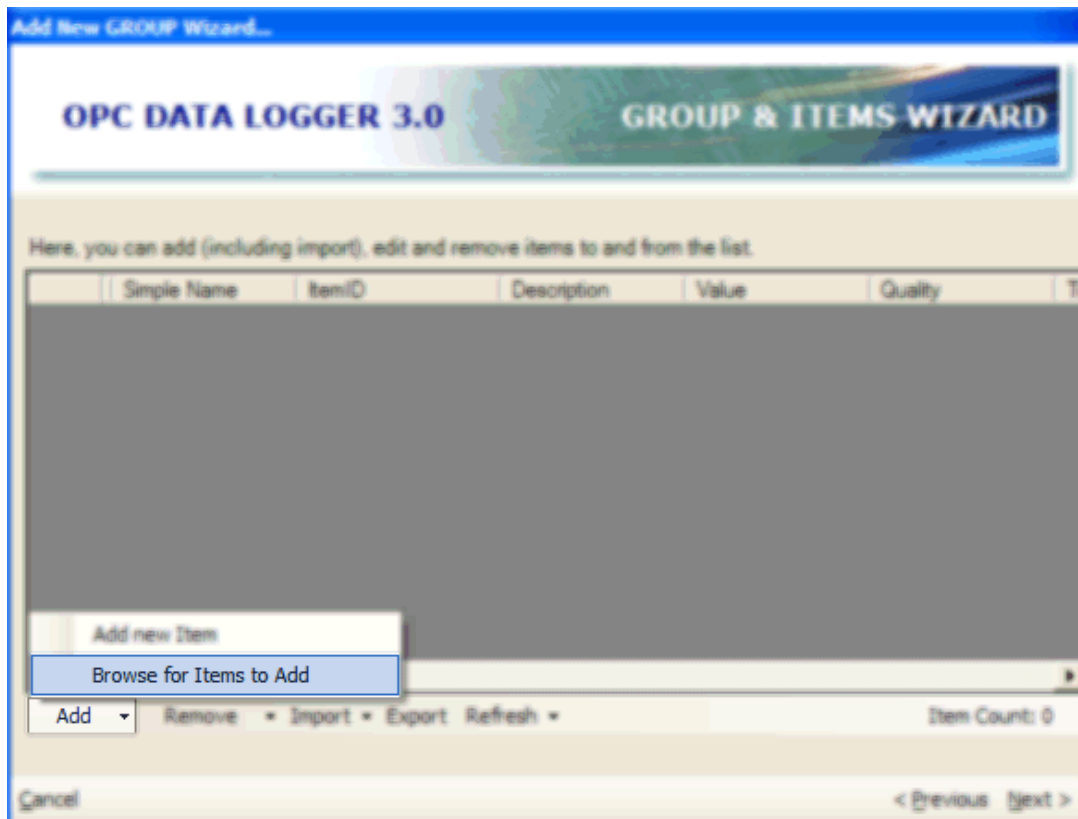 Add New GROUP Wizard...
OPC DATA LOGGER 3.0 GROUP & ITEMS WIZARD
Here, you can add (including import), edit and remove items to and from the list.
Simple Name ItemID Description Value Quality T
Add new Item
Browse for Items to Add
Add Remove Import Export Refresh Item Count: 0
Cancel < Previous Next >